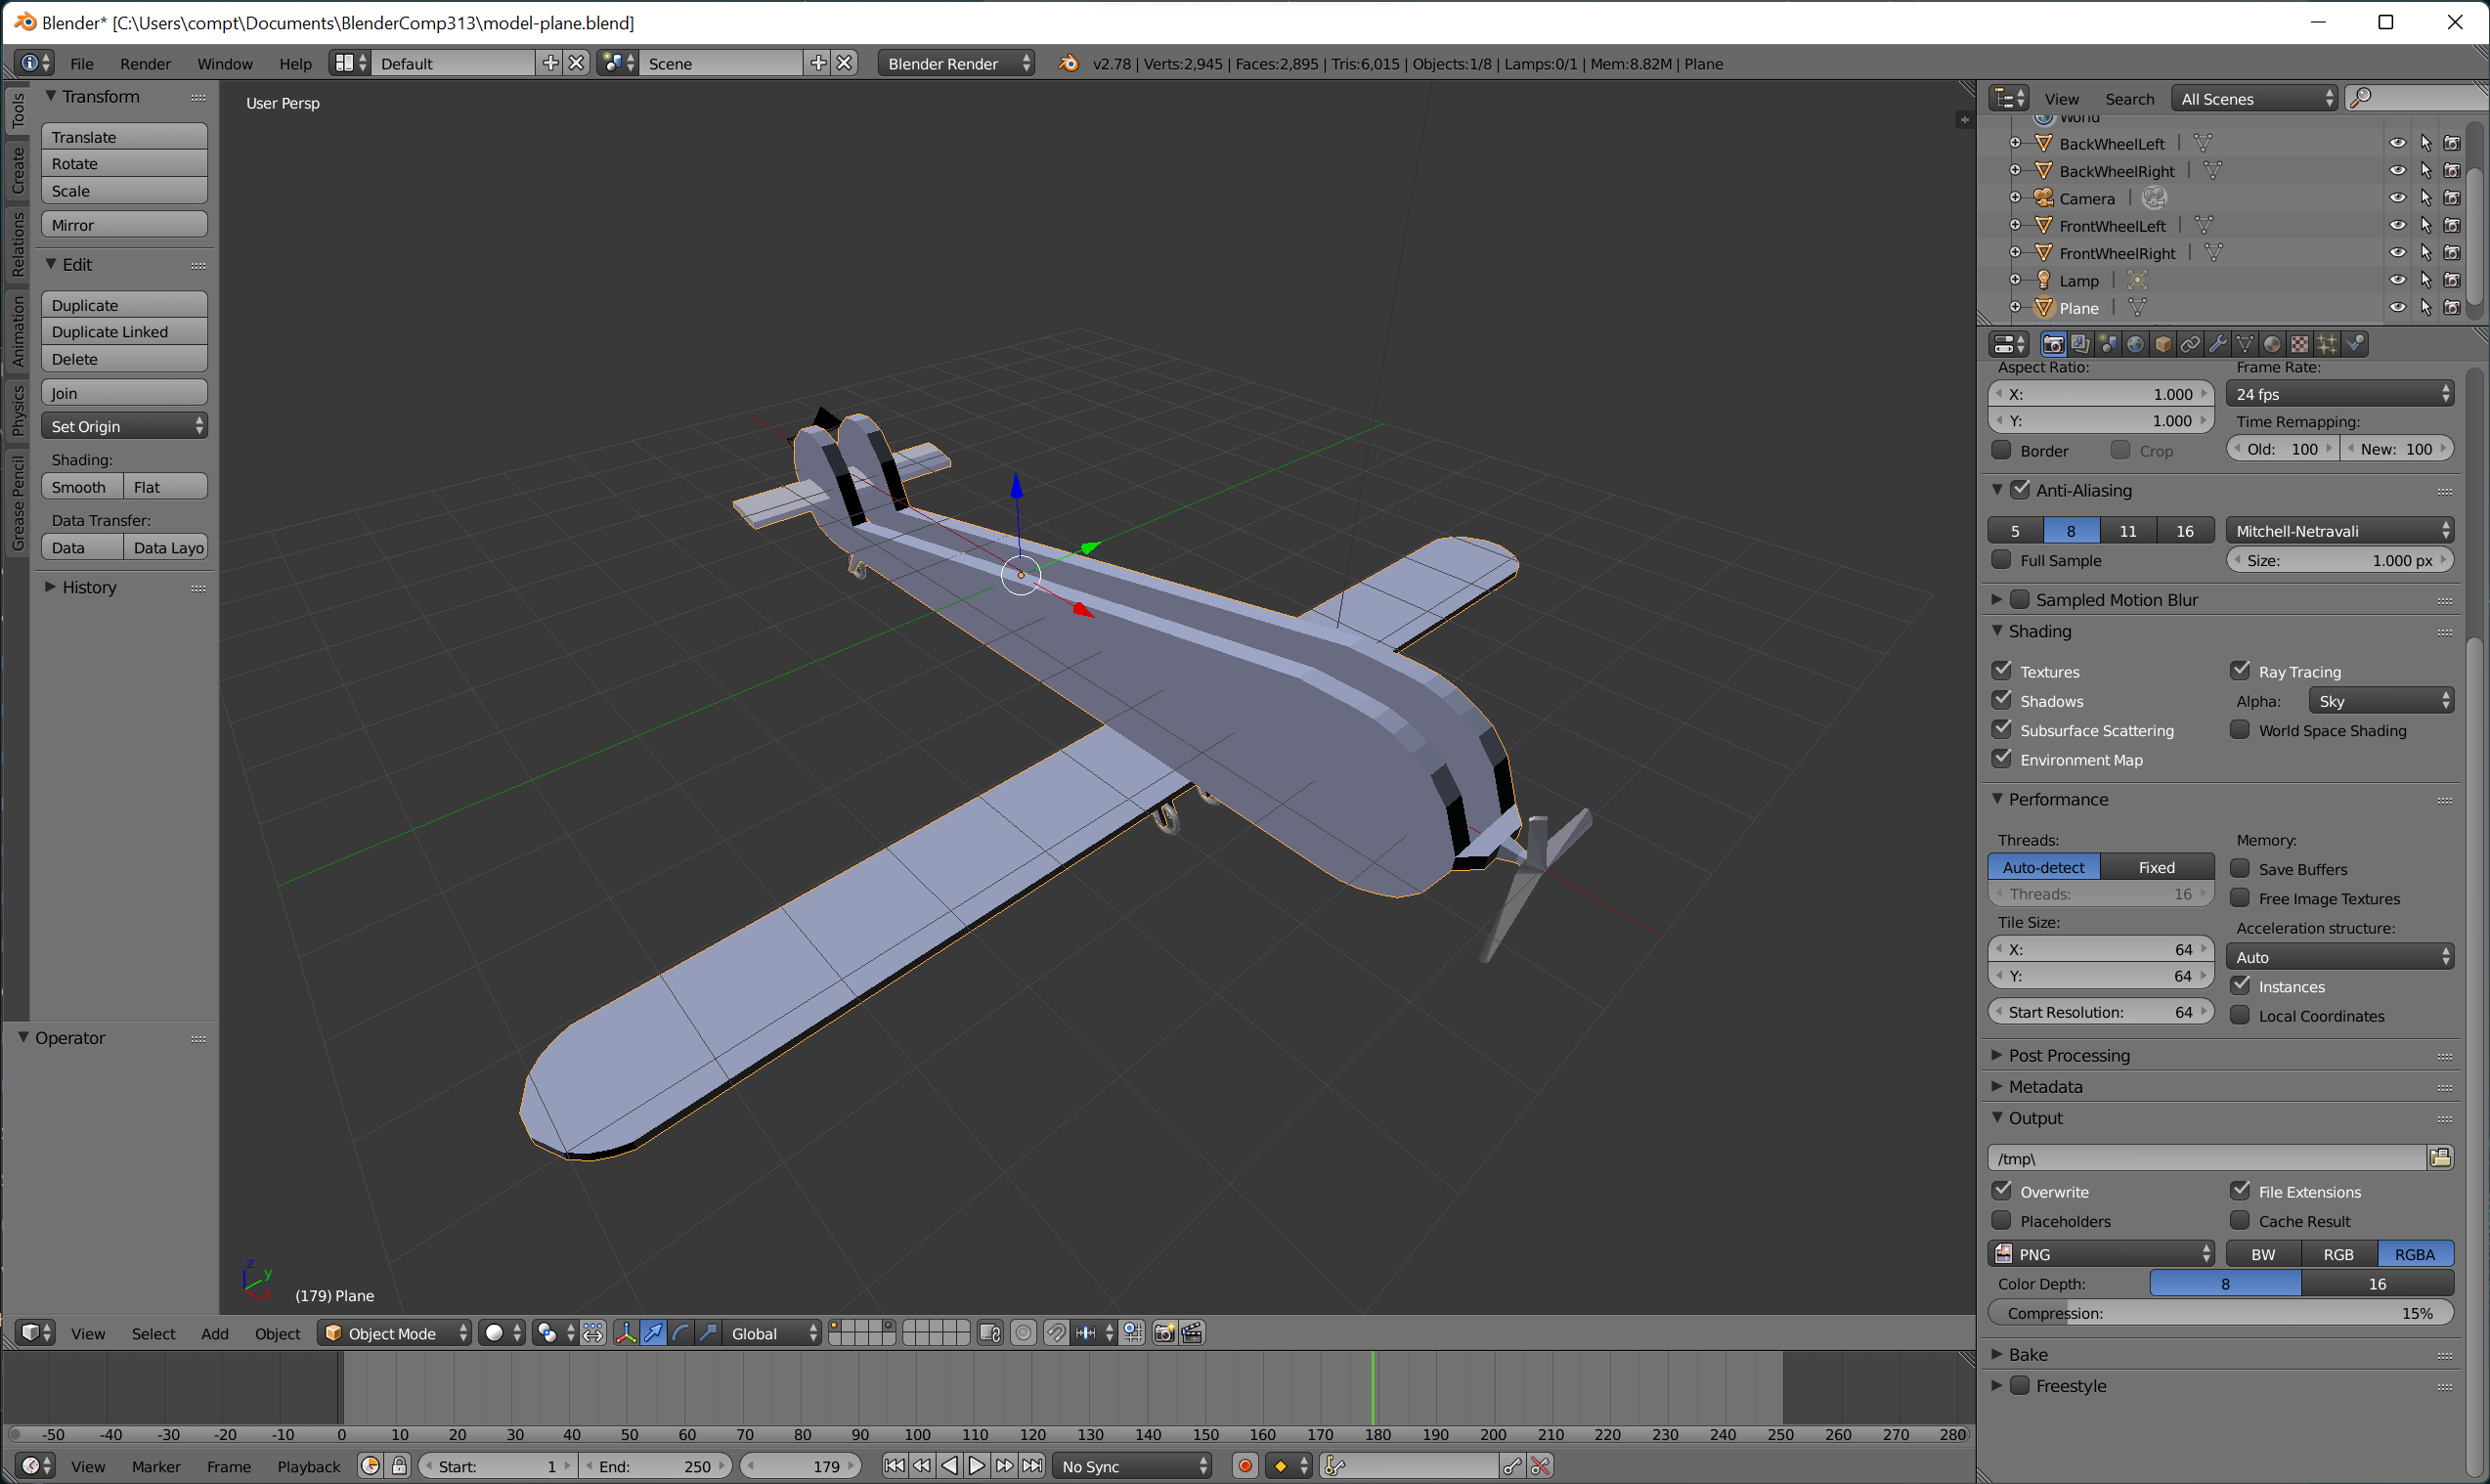 Blender* [C:\Users\compt\Documents\BlenderComp313\model-plane.blend]
File Render Window Help Default Scene Blender Render v2.78 | Verts:2,945 | Faces:2,895 | Tris:6,015 | Objects:1/8 | Lamps:0/1 | Mem:8.82M | Plane
Tools
Create
Relations
Animation
Physics
Grease Pencil
Transform
Translate
Rotate
Scale
Mirror
Edit
Duplicate
Duplicate Linked
Delete
Join
Set Origin
Shading:
Smooth Flat
Data Transfer:
Data Data Layo
History
Operator
User Persp
z
y
x
(179) Plane
View Select Add Object Object Mode Global
-50 -40 -30 -20 -10 0 10 20 30 40 50 60 70 80 90 100 110 120 130 140 150 160 170 180 190 200 210 220 230 240 250 260 270 280
View Marker Frame Playback Start: 1 End: 250 179 No Sync
View Search All Scenes
World
BackWheelLeft
BackWheelRight
Camera
FrontWheelLeft
FrontWheelRight
Lamp
Plane
Aspect Ratio: Frame Rate:
X: 1.000 24 fps
Y: 1.000 Time Remapping:
Border Crop Old: 100 New: 100
Anti-Aliasing
5 8 11 16 Mitchell-Netravali
Full Sample Size: 1.000 px
Sampled Motion Blur
Shading
Textures Ray Tracing
Shadows Alpha: Sky
Subsurface Scattering World Space Shading
Environment Map
Performance
Threads: Memory:
Auto-detect Fixed Save Buffers
Threads: 16 Free Image Textures
Tile Size: Acceleration structure:
X: 64 Auto
Y: 64 Instances
Start Resolution: 64 Local Coordinates
Post Processing
Metadata
Output
/tmp\
Overwrite File Extensions
Placeholders Cache Result
PNG BW RGB RGBA
Color Depth: 8 16
Compression: 15%
Bake
Freestyle